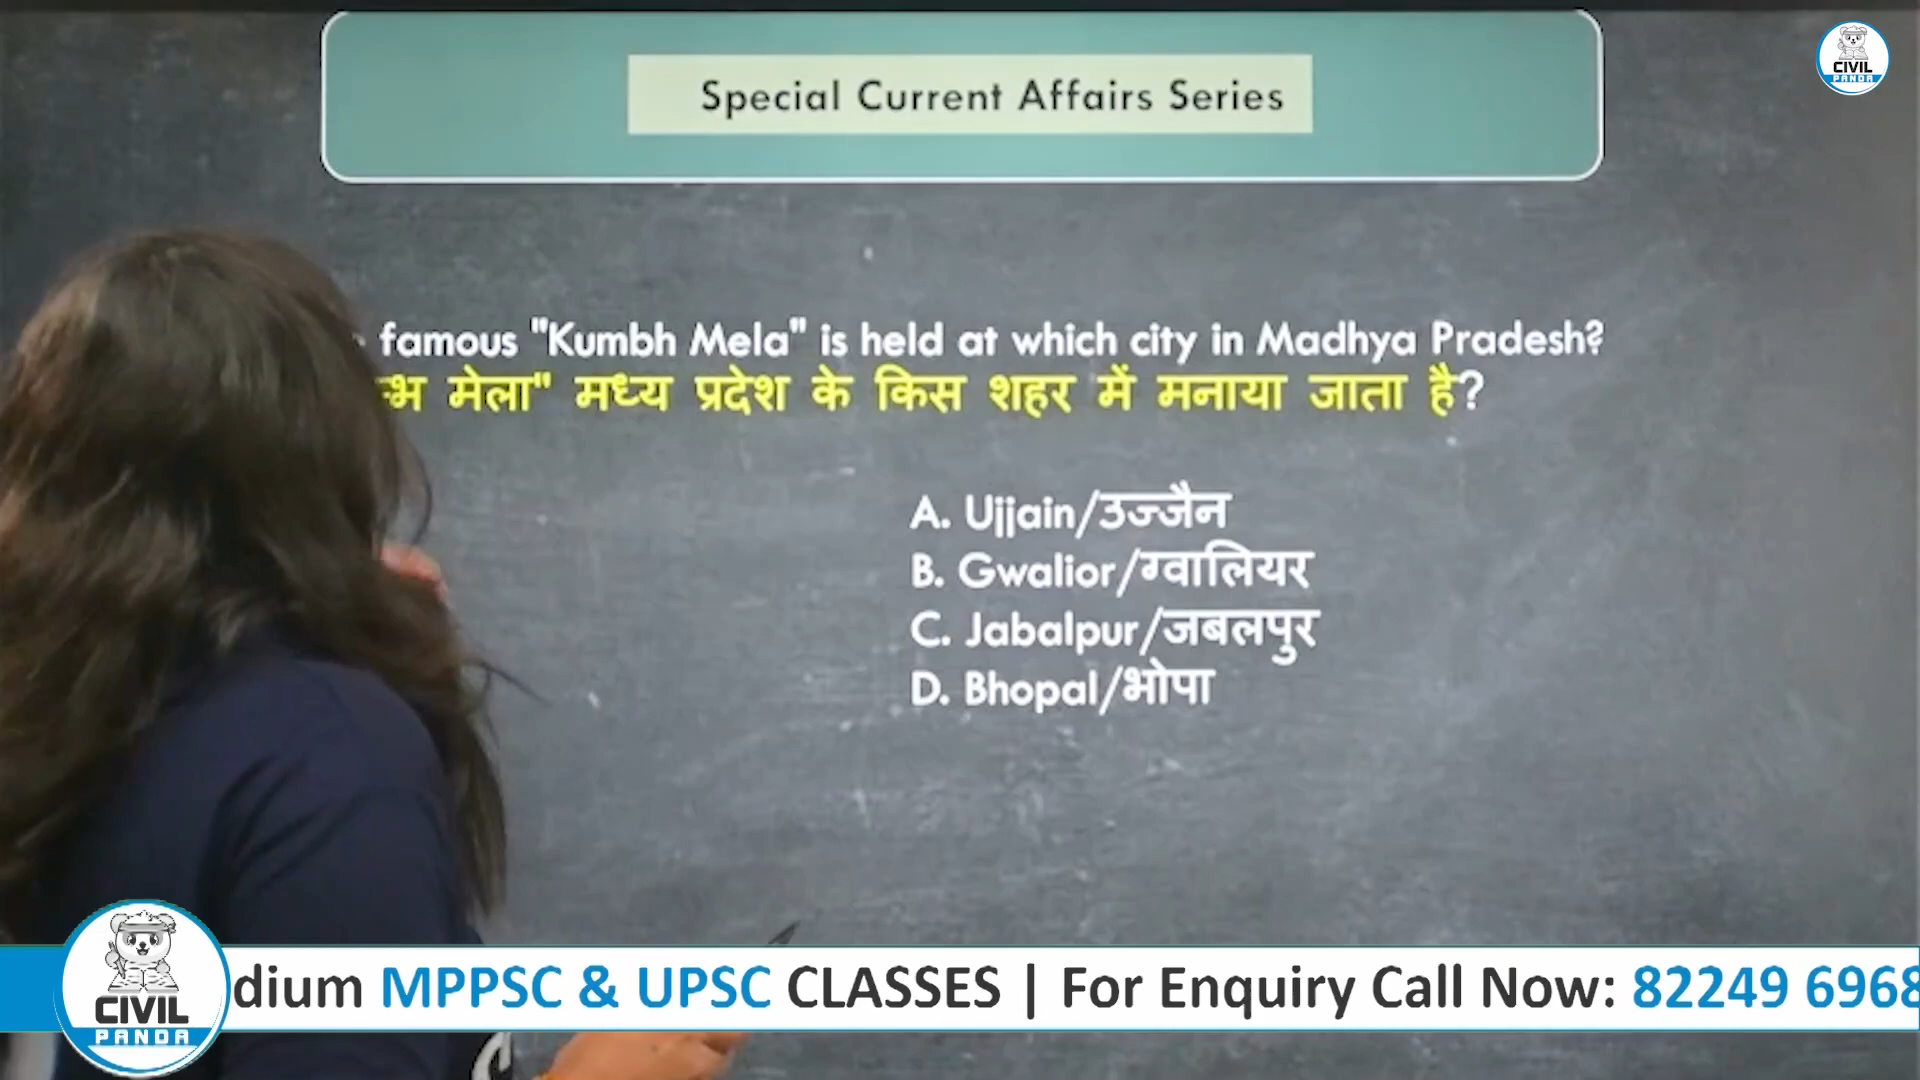 Special Current Affairs Series
CIVIL
PANDA
famous "Kumbh Mela" is held at which city in Madhya Pradesh?
मेला" मध्य प्रदेश के किस शहर में मनाया जाता है?
A. Ujjain/उज्जैन
B. Gwalior/ग्वालियर
C. Jabalpur/जबलपुर
D. Bhopal/भोपा
CIVIL
PANDA
dium MPPSC & UPSC CLASSES | For Enquiry Call Now: 82249 6968